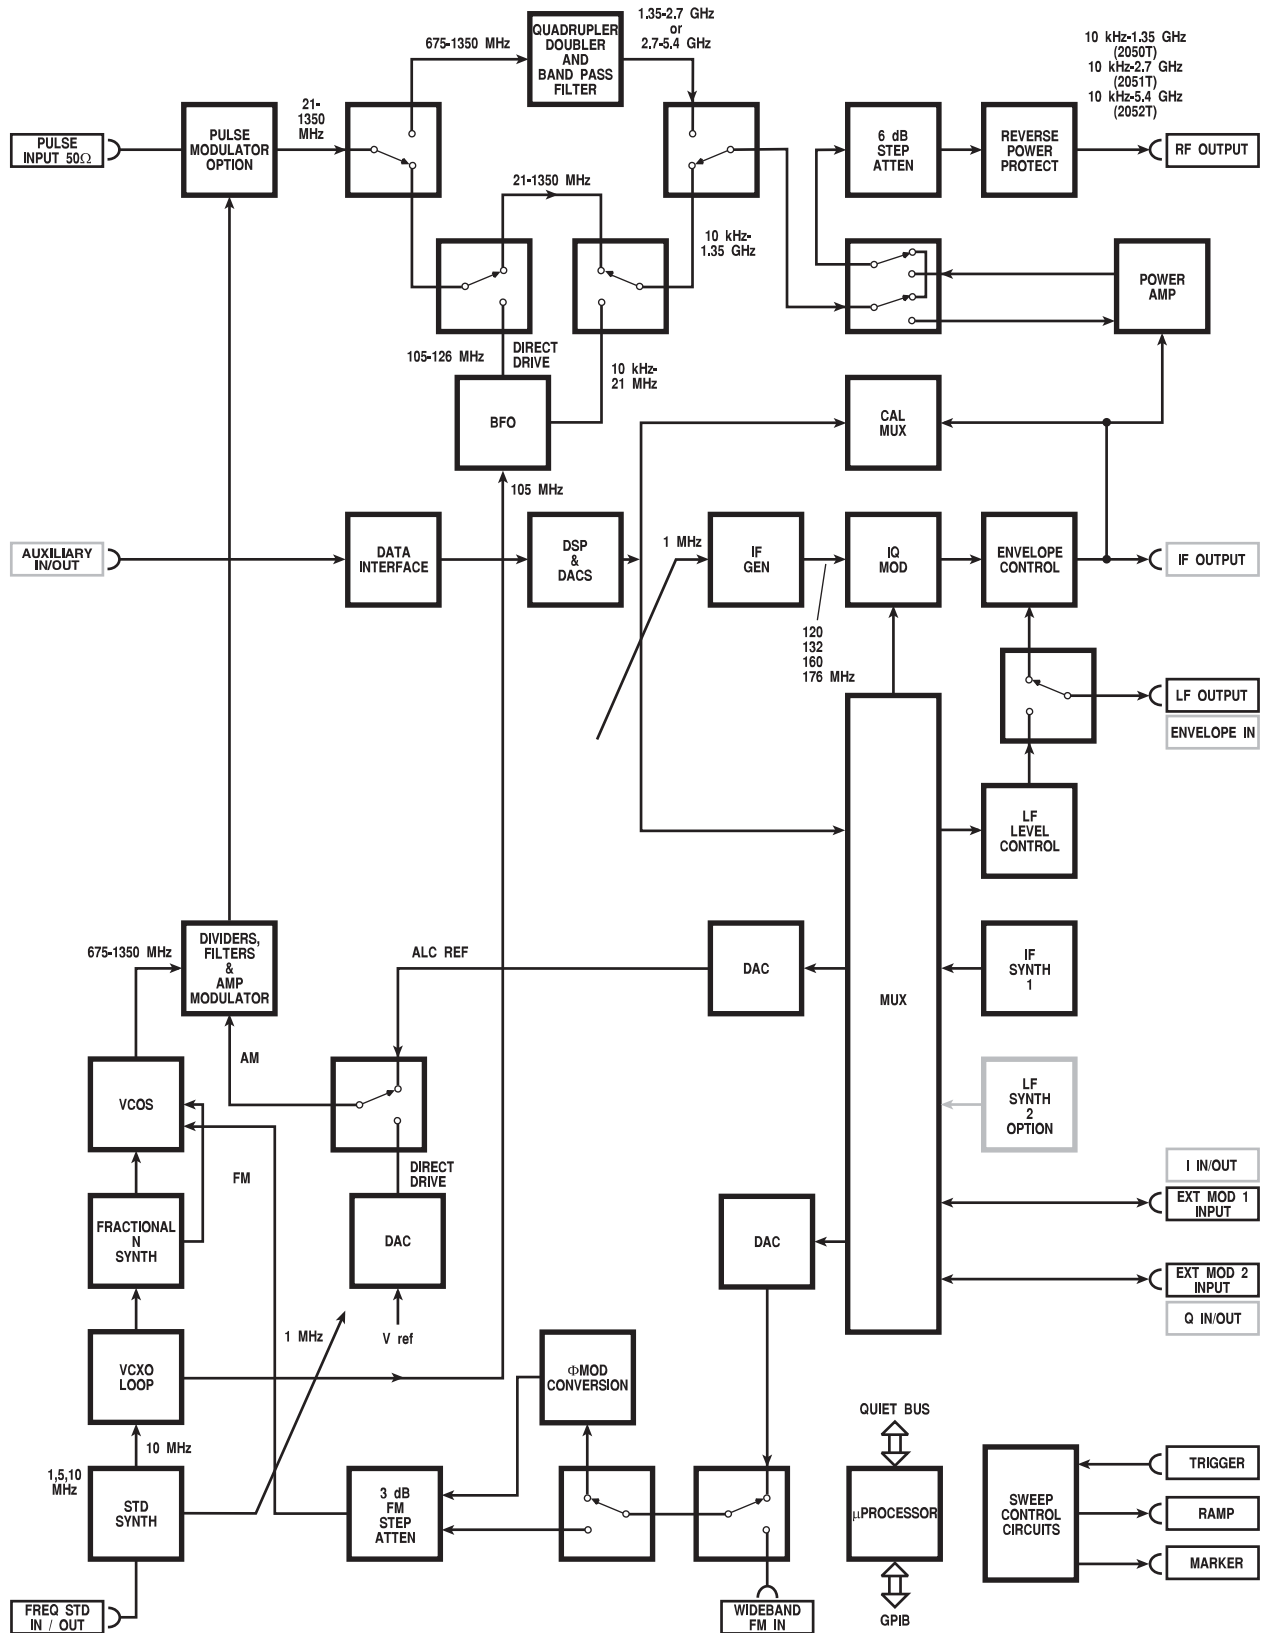 1.35-2.7 GHz
or
2.7-5.4 GHz
675-1350 MHz
QUADRUPLER
DOUBLER
AND
BAND PASS
FILTER
10 kHz-1.35 GHz
(2050T)
10 kHz-2.7 GHz
(2051T)
10 kHz-5.4 GHz
(2052T)
PULSE
INPUT 50Ω
PULSE
MODULATOR
OPTION
21-
1350
MHz
6 dB
STEP
ATTEN
REVERSE
POWER
PROTECT
RF OUTPUT
21-1350 MHz
10 kHz-
1.35 GHz
POWER
AMP
105-126 MHz
DIRECT
DRIVE
10 kHz-
21 MHz
BFO
CAL
MUX
105 MHz
AUXILIARY
IN/OUT
DATA
INTERFACE
DSP
&
DACS
1 MHz
IF
GEN
IQ
MOD
ENVELOPE
CONTROL
IF OUTPUT
120
132
160
176 MHz
LF OUTPUT
ENVELOPE IN
LF
LEVEL
CONTROL
675-1350 MHz
DIVIDERS,
FILTERS
&
AMP
MODULATOR
ALC REF
DAC
MUX
IF
SYNTH
1
AM
VCOS
LF
SYNTH
2
OPTION
FM
DIRECT
DRIVE
I IN/OUT
EXT MOD 1
INPUT
FRACTIONAL
N
SYNTH
DAC
DAC
EXT MOD 2
INPUT
Q IN/OUT
1 MHz
V ref
VCXO
LOOP
ΦMOD
CONVERSION
QUIET BUS
10 MHz
1,5,10
MHz
STD
SYNTH
3 dB
FM
STEP
ATTEN
μPROCESSOR
SWEEP
CONTROL
CIRCUITS
TRIGGER
RAMP
MARKER
FREQ STD
IN / OUT
WIDEBAND
FM IN
GPIB